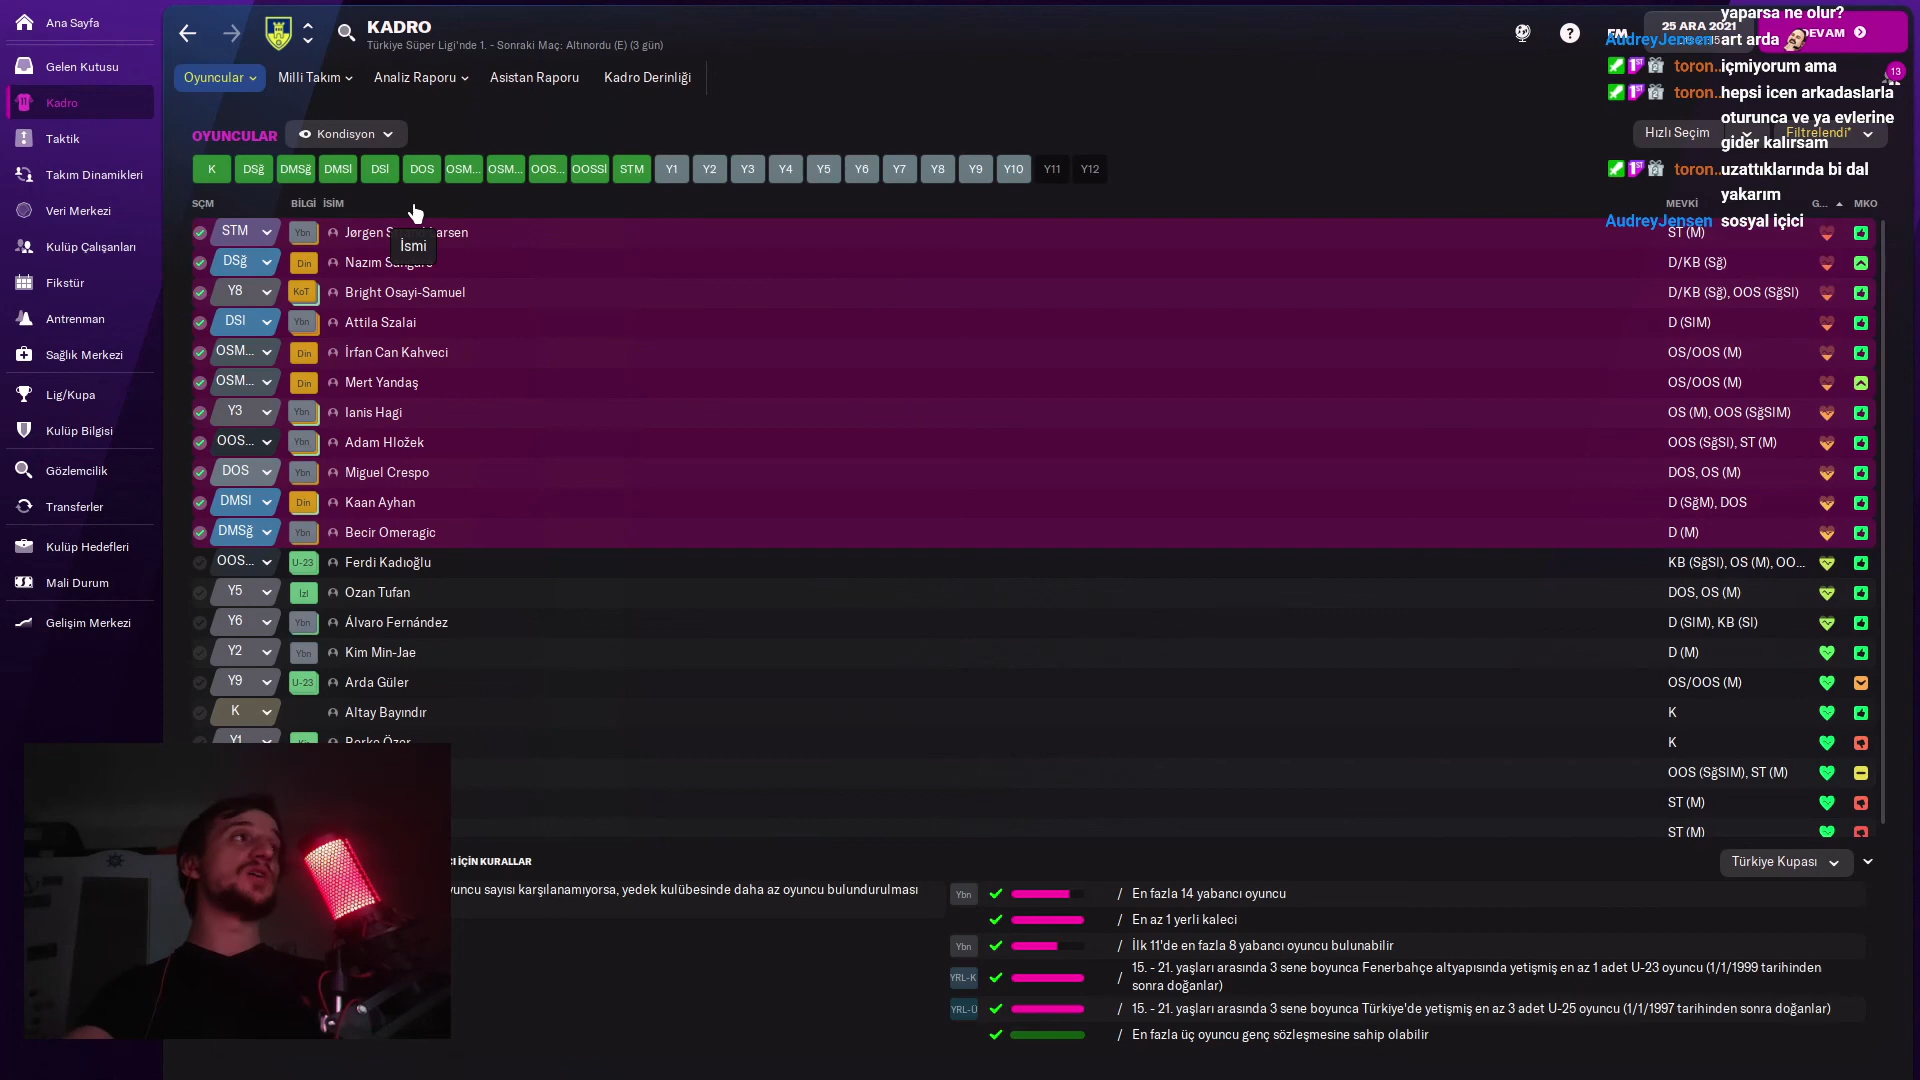 Ana Sayfa
Gelen Kutusu
Kadro
Taktik
Takım Dinamikleri
Veri Merkezi
Kulüp Çalışanları
Fikstür
Antrenman
Sağlık Merkezi
Lig/Kupa
Kulüp Bilgisi
Gözlemcilik
Transferler
Kulüp Hedefleri
Mali Durum
Gelişim Merkezi
KADRO
Türkiye Süper Ligi'nde 1. - Sonraki Maç: Altınordu (E) (3 gün)
FM
25 ARA 2021
DEVAM
13
Oyuncular
Milli Takım
Analiz Raporu
Asistan Raporu
Kadro Derinliği
yaparsa ne olur?
AudreyJensen art arda
toron.. içmiyorum ama
toron.. hepsi icen arkadaslarla
oturunca ve ya evlerine
gider kalırsam
toron.. uzattıklarında bi dal
yakarım
AudreyJensen sosyal içici
OYUNCULAR
Kondisyon
Hızlı Seçim
Filtrelendi*
K DSğ DMSğ DMSl DSl DOS OSM... OSM... OOS... OOSSl STM Y1 Y2 Y3 Y4 Y5 Y6 Y7 Y8 Y9 Y10 Y11 Y12
SÇM BİLGİ İSİM MEVKİ G... MKO
İsmi
STM Ybn ST (M)
DSğ Din Nazım D/KB (Sğ)
Y8 KoT Bright Osayi-Samuel D/KB (Sğ), OOS (SğSl)
DSl Ybn Attila Szalai D (SlM)
OSM... Din İrfan Can Kahveci OS/OOS (M)
OSM... Din Mert Yandaş OS/OOS (M)
Y3 Ybn Ianis Hagi OS (M), OOS (SğSlM)
OOS... Ybn Adam Hložek OOS (SğSl), ST (M)
DOS Ybn Miguel Crespo DOS, OS (M)
DMSl Din Kaan Ayhan D (SğM), DOS
DMSğ Ybn Becir Omeragic D (M)
OOS... U-23 Ferdi Kadıoğlu KB (SğSl), OS (M), OO...
Y5 İzl Ozan Tufan DOS, OS (M)
Y6 Ybn Álvaro Fernández D (SlM), KB (Sl)
Y2 Ybn Kim Min-Jae D (M)
Y9 U-23 Arda Güler OS/OOS (M)
K Altay Bayındır K
Y1 Berke Özer K
OOS (SğSlM), ST (M)
ST (M)
ST (M)
İÇİN KURALLAR
Türkiye Kupası
yuncu sayısı karşılanamıyorsa, yedek kulübesinde daha az oyuncu bulundurulması
Ybn / En fazla 14 yabancı oyuncu
/ En az 1 yerli kaleci
Ybn / İlk 11'de en fazla 8 yabancı oyuncu bulunabilir
YRL-K / 15. - 21. yaşları arasında 3 sene boyunca Fenerbahçe altyapısında yetişmiş en az 1 adet U-23 oyuncu (1/1/1999 tarihinden
sonra doğanlar)
YRL-Ü / 15. - 21. yaşları arasında 3 sene boyunca Türkiye'de yetişmiş en az 3 adet U-25 oyuncu (1/1/1997 tarihinden sonra doğanlar)
/ En fazla üç oyuncu genç sözleşmesine sahip olabilir